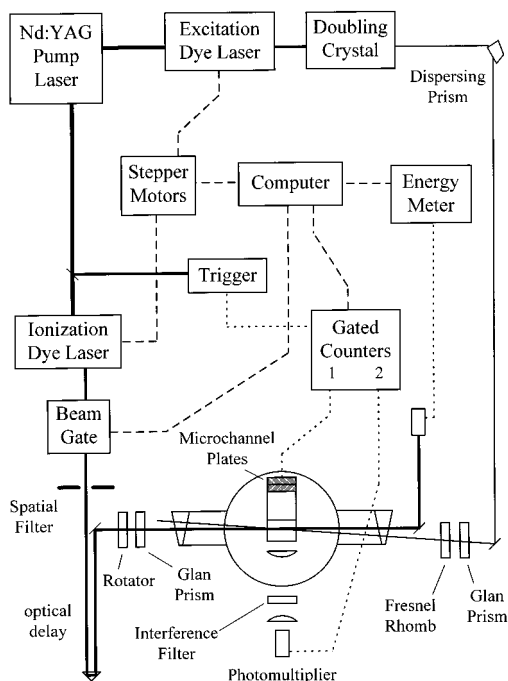 Nd:YAG
Pump
Laser
Excitation
Dye Laser
Doubling
Crystal
Dispersing
Prism
Stepper
Motors
Computer
Energy
Meter
Trigger
Ionization
Dye Laser
Gated
Counters
1 2
Beam
Gate
Microchannel
Plates
Spatial
Filter
Rotator
Glan
Prism
Fresnel
Rhomb
Glan
Prism
optical
delay
Interference
Filter
Photomultiplier